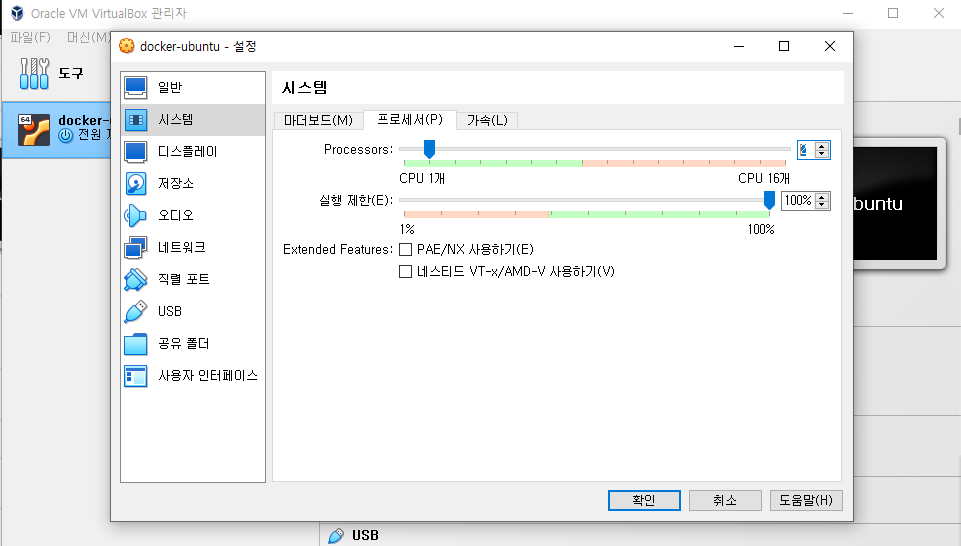 Oracle VM VirtualBox 관리자
파일(F) 머신(M)
도구
64
docker-
전원
docker-ubuntu - 설정
일반
시스템
디스플레이
저장소
오디오
네트워크
직렬 포트
USB
공유 폴더
사용자 인터페이스
시스템
마더보드(M) 프로세서(P) 가속(L)
Processors: 2
CPU 1개 CPU 16개
실행 제한(E): 100%
1% 100%
Extended Features: PAE/NX 사용하기(E)
네스티드 VT-x/AMD-V 사용하기(V)
확인 취소 도움말(H)
buntu
USB